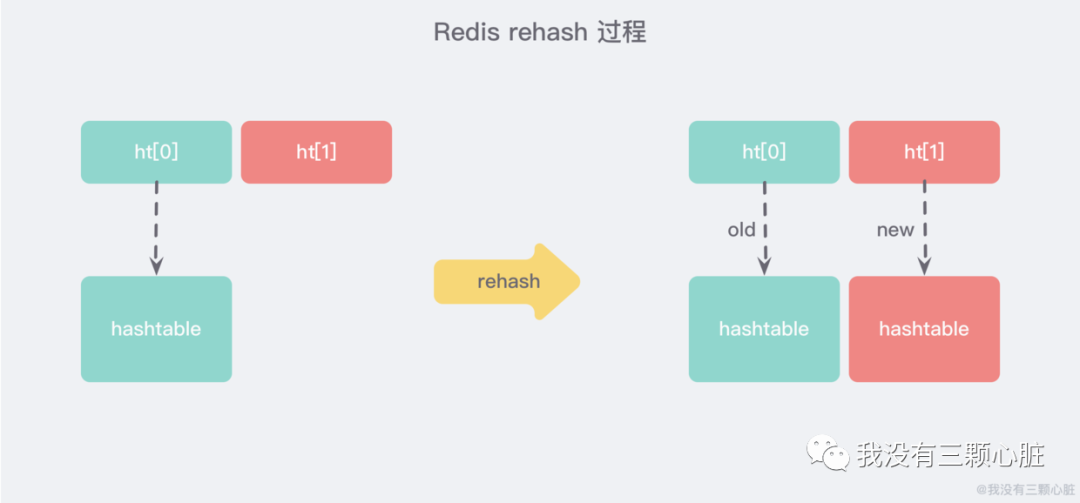 Redis rehash 过程
ht[0]
ht[1]
ht[0]
ht[1]
old
new
rehash
hashtable
hashtable
hashtable
我没有三颗心脏
@我没有三颗心脏